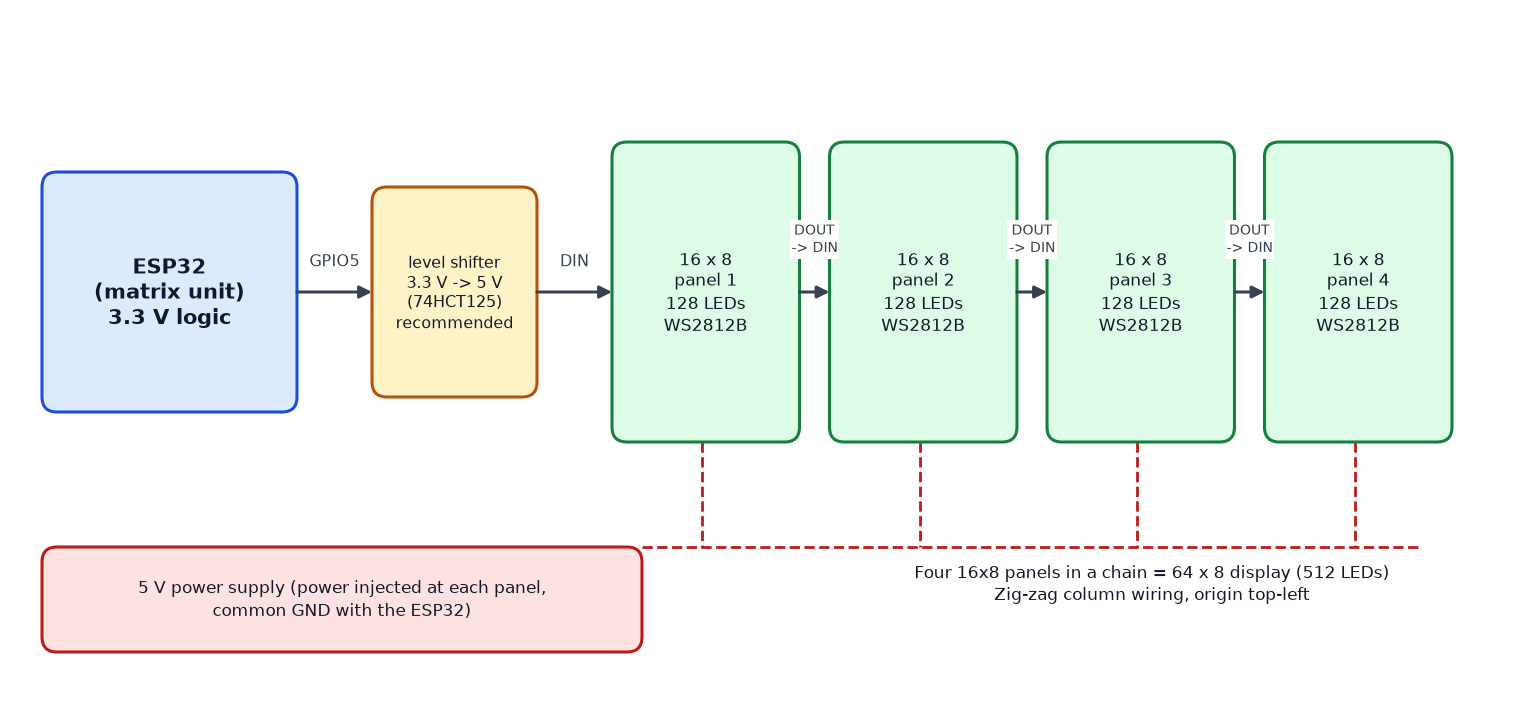 ESP32
(matrix unit)
3.3 V logic
GPIO5
level shifter
3.3 V -> 5 V
(74HCT125)
recommended
DIN
16 x 8
panel 1
128 LEDs
WS2812B
DOUT
-> DIN
16 x 8
panel 2
128 LEDs
WS2812B
DOUT
-> DIN
16 x 8
panel 3
128 LEDs
WS2812B
DOUT
-> DIN
16 x 8
panel 4
128 LEDs
WS2812B
5 V power supply (power injected at each panel,
common GND with the ESP32)
Four 16x8 panels in a chain = 64 x 8 display (512 LEDs)
Zig-zag column wiring, origin top-left